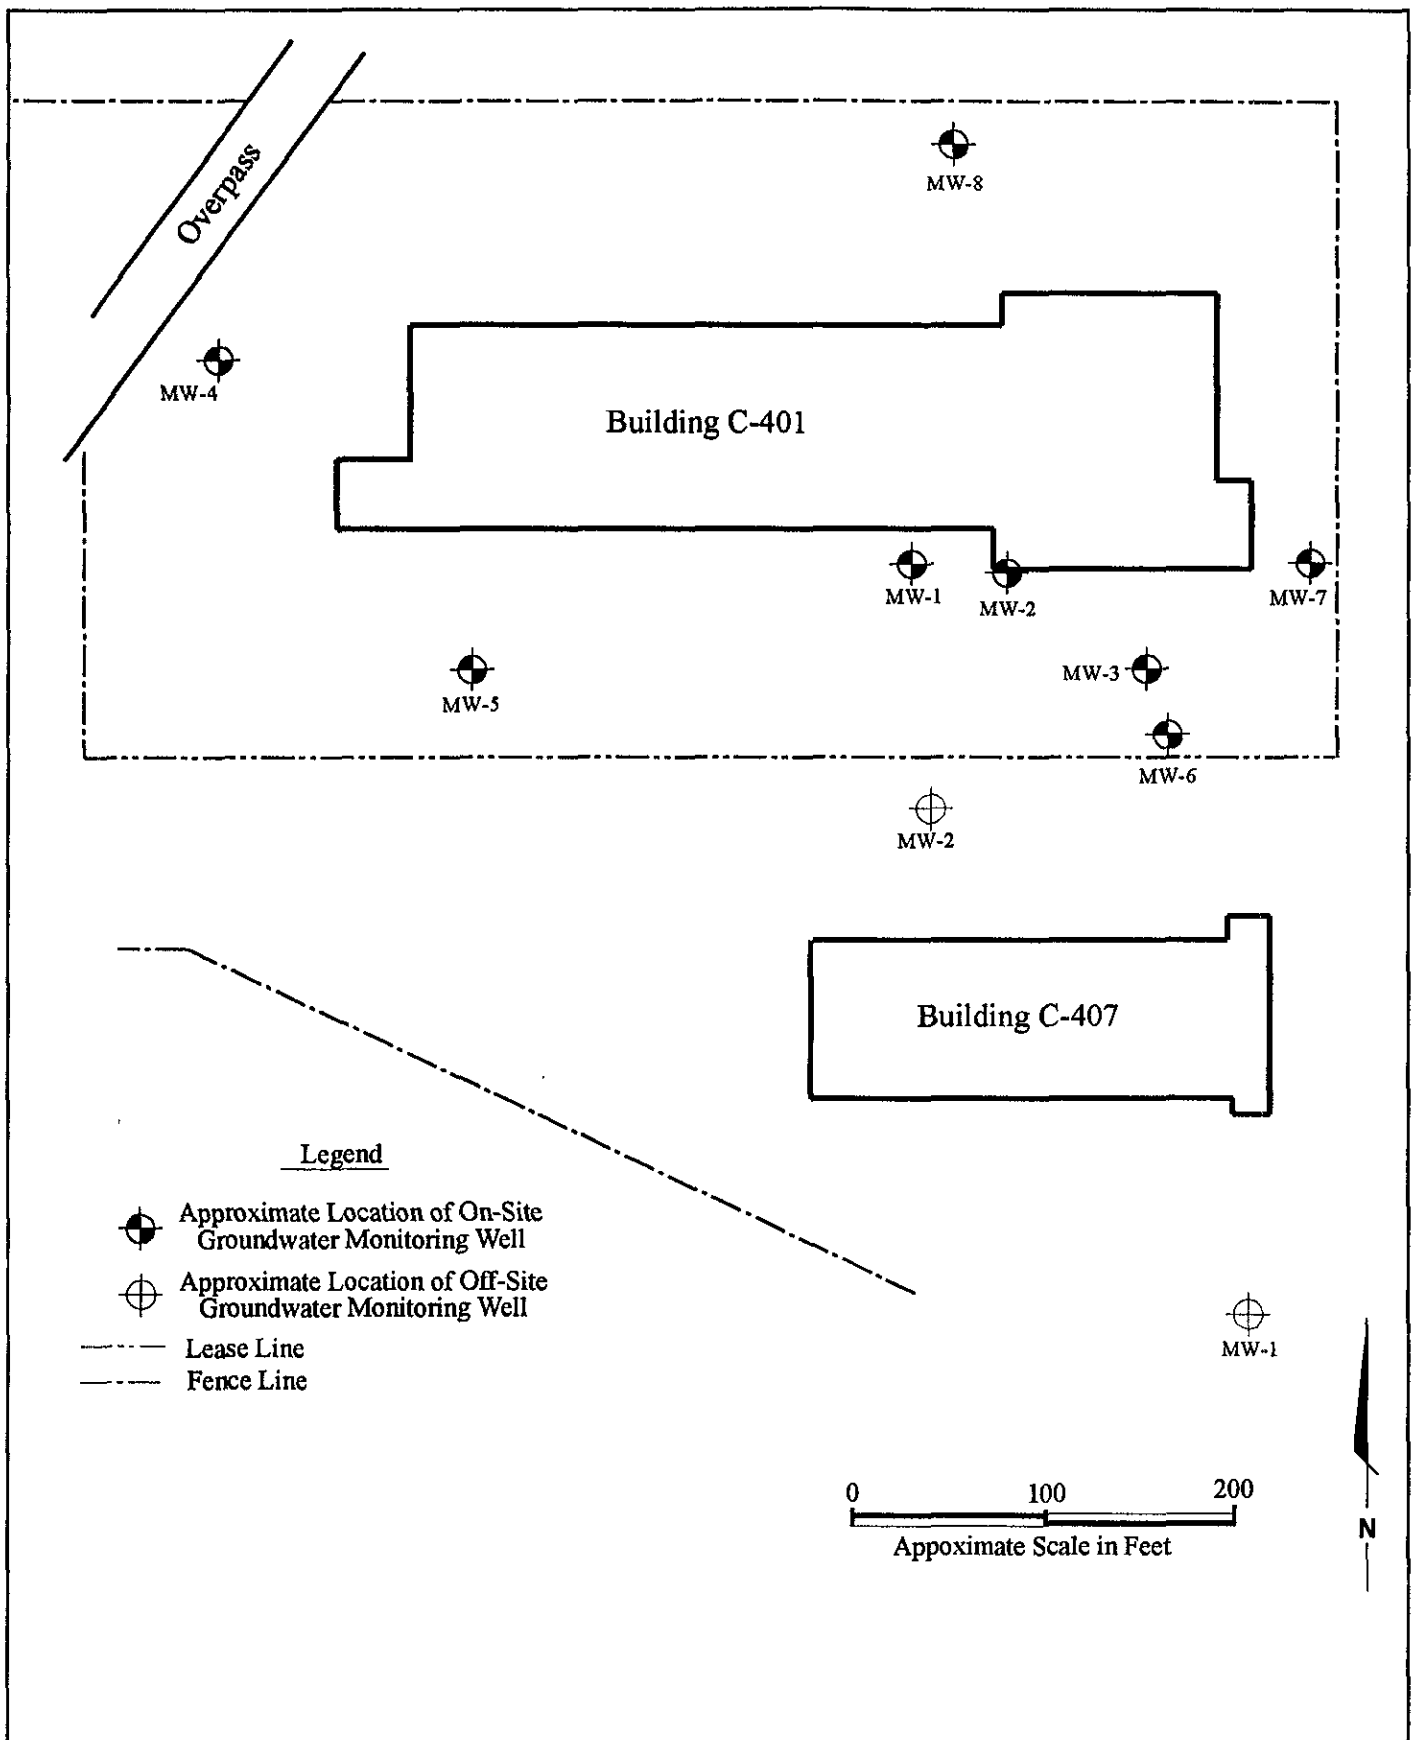 Overpass
MW-8
MW-4
Building C-401
MW-1
MW-2
MW-7
MW-3
MW-5
MW-6
MW-2
Building C-407
Legend
Approximate Location of On-Site
Groundwater Monitoring Well
Approximate Location of Off-Site
Groundwater Monitoring Well
Lease Line
Fence Line
MW-1
0 100 200
Appoximate Scale in Feet
N